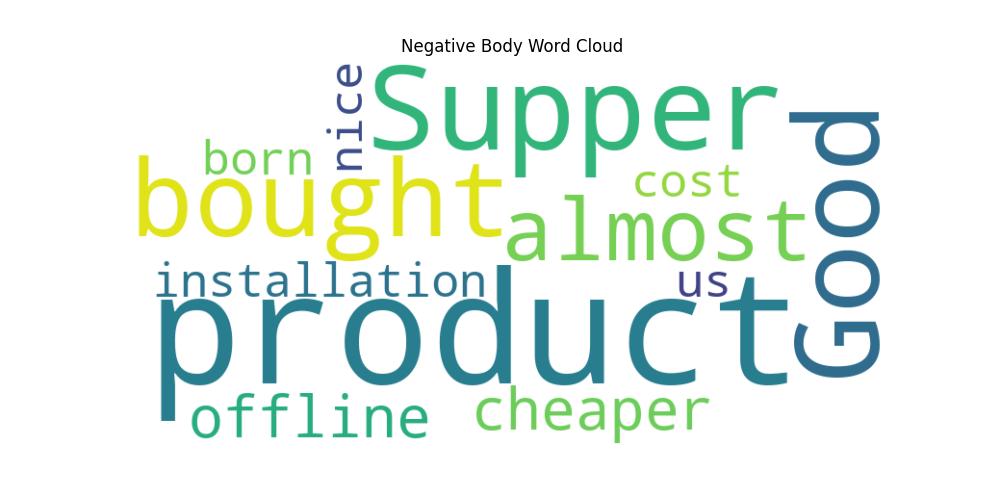 Negative Body Word Cloud
nice
Supper
Good
born
bought
cost
almost
installation
us
product
offline
cheaper